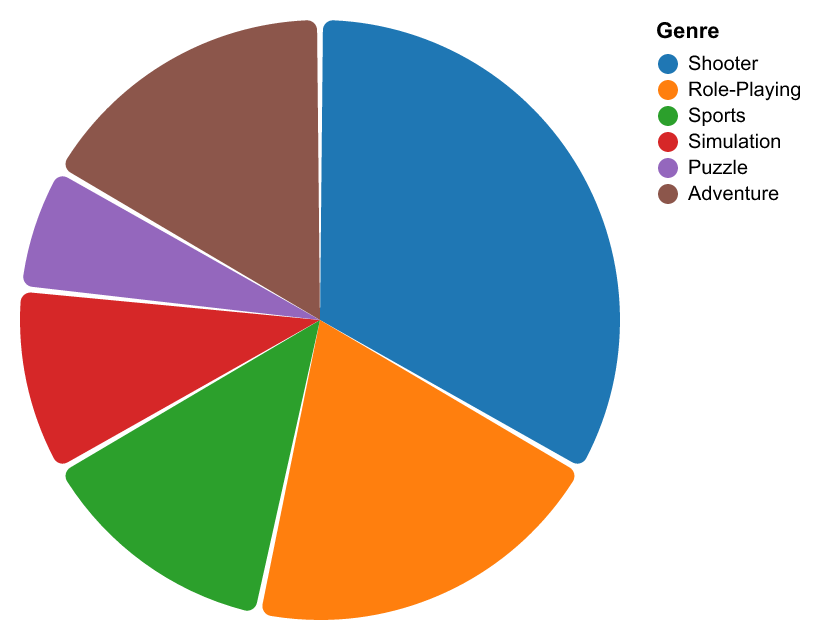 Genre
Shooter
Role-Playing
Sports
Simulation
Puzzle
Adventure